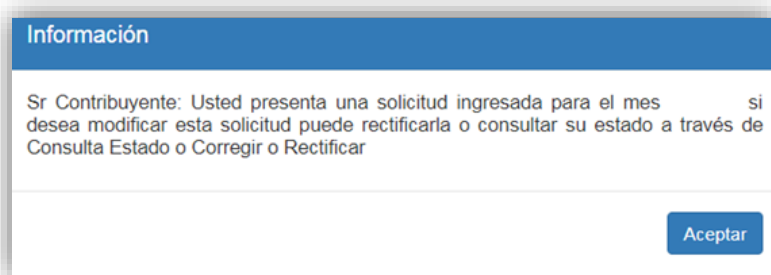 Información
Sr Contribuyente: Usted presenta una solicitud ingresada para el mes si
desea modificar esta solicitud puede rectificarla o consultar su estado a través de
Consulta Estado o Corregir o Rectificar
Aceptar